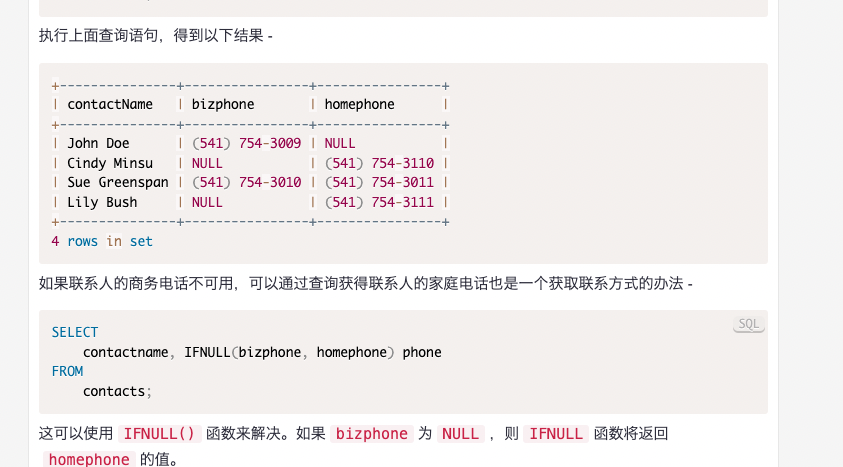 执行上面查询语句，得到以下结果 -
+---------------+----------------+----------------+
| contactName   | bizphone       | homephone      |
+---------------+----------------+----------------+
| John Doe      | (541) 754-3009 | NULL           |
| Cindy Minsu   | NULL           | (541) 754-3110 |
| Sue Greenspan | (541) 754-3010 | (541) 754-3011 |
| Lily Bush     | NULL           | (541) 754-3111 |
+---------------+----------------+----------------+
4 rows in set
如果联系人的商务电话不可用，可以通过查询获得联系人的家庭电话也是一个获取联系方式的办法 -
SQL
SELECT
    contactname, IFNULL(bizphone, homephone) phone
FROM
    contacts;
这可以使用 IFNULL() 函数来解决。如果 bizphone 为 NULL ，则 IFNULL 函数将返回
homephone 的值。